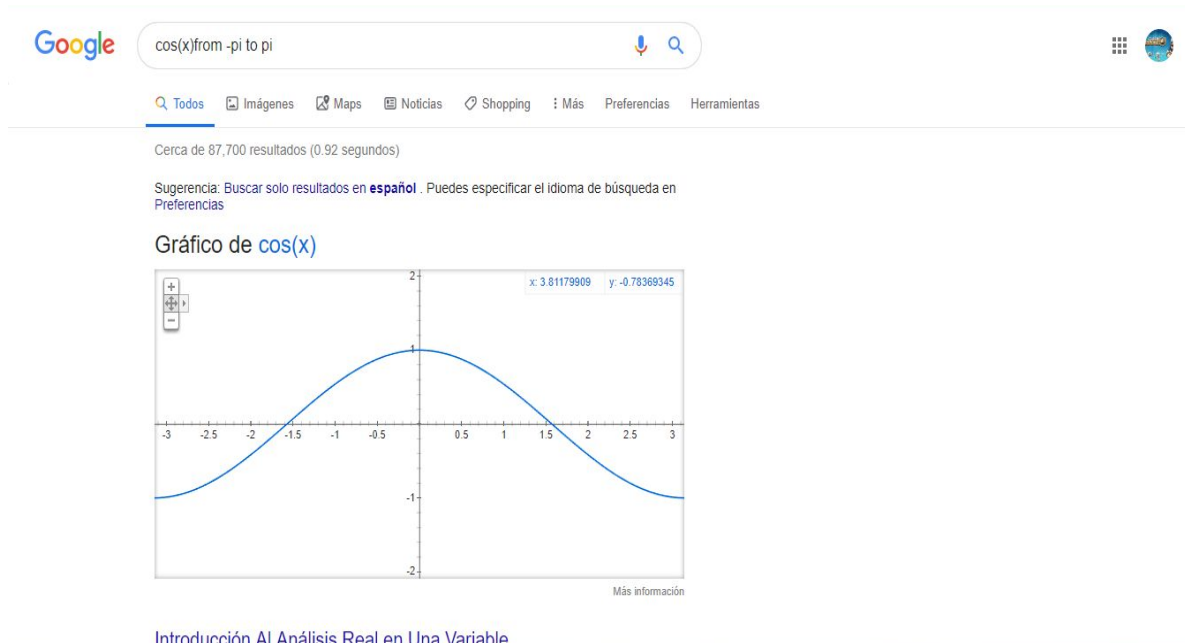 Google
cos(x)from -pi to pi
Todos Imágenes Maps Noticias Shopping Más Preferencias Herramientas
Cerca de 87,700 resultados (0.92 segundos)
Sugerencia: Buscar solo resultados en español . Puedes especificar el idioma de búsqueda en
Preferencias
Gráfico de cos(x)
x: 3.81179909 y: -0.78369345
2
1
-3 -2.5 -2 -1.5 -1 -0.5 0.5 1 1.5 2 2.5 3
-1
-2
Más información
Introducción Al Análisis Real en Una Variable